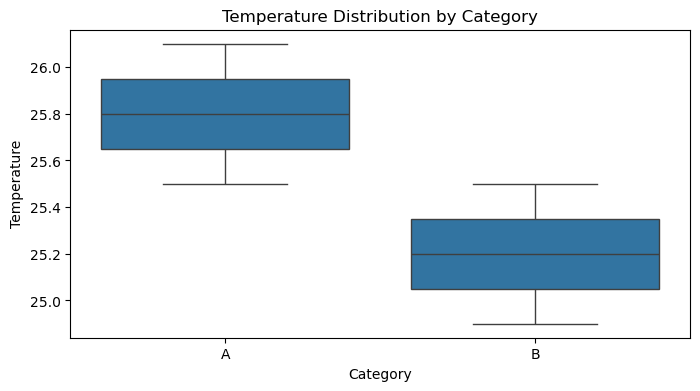 Temperature Distribution by Category
Temperature
26.0
25.8
25.6
25.4
25.2
25.0
A
B
Category